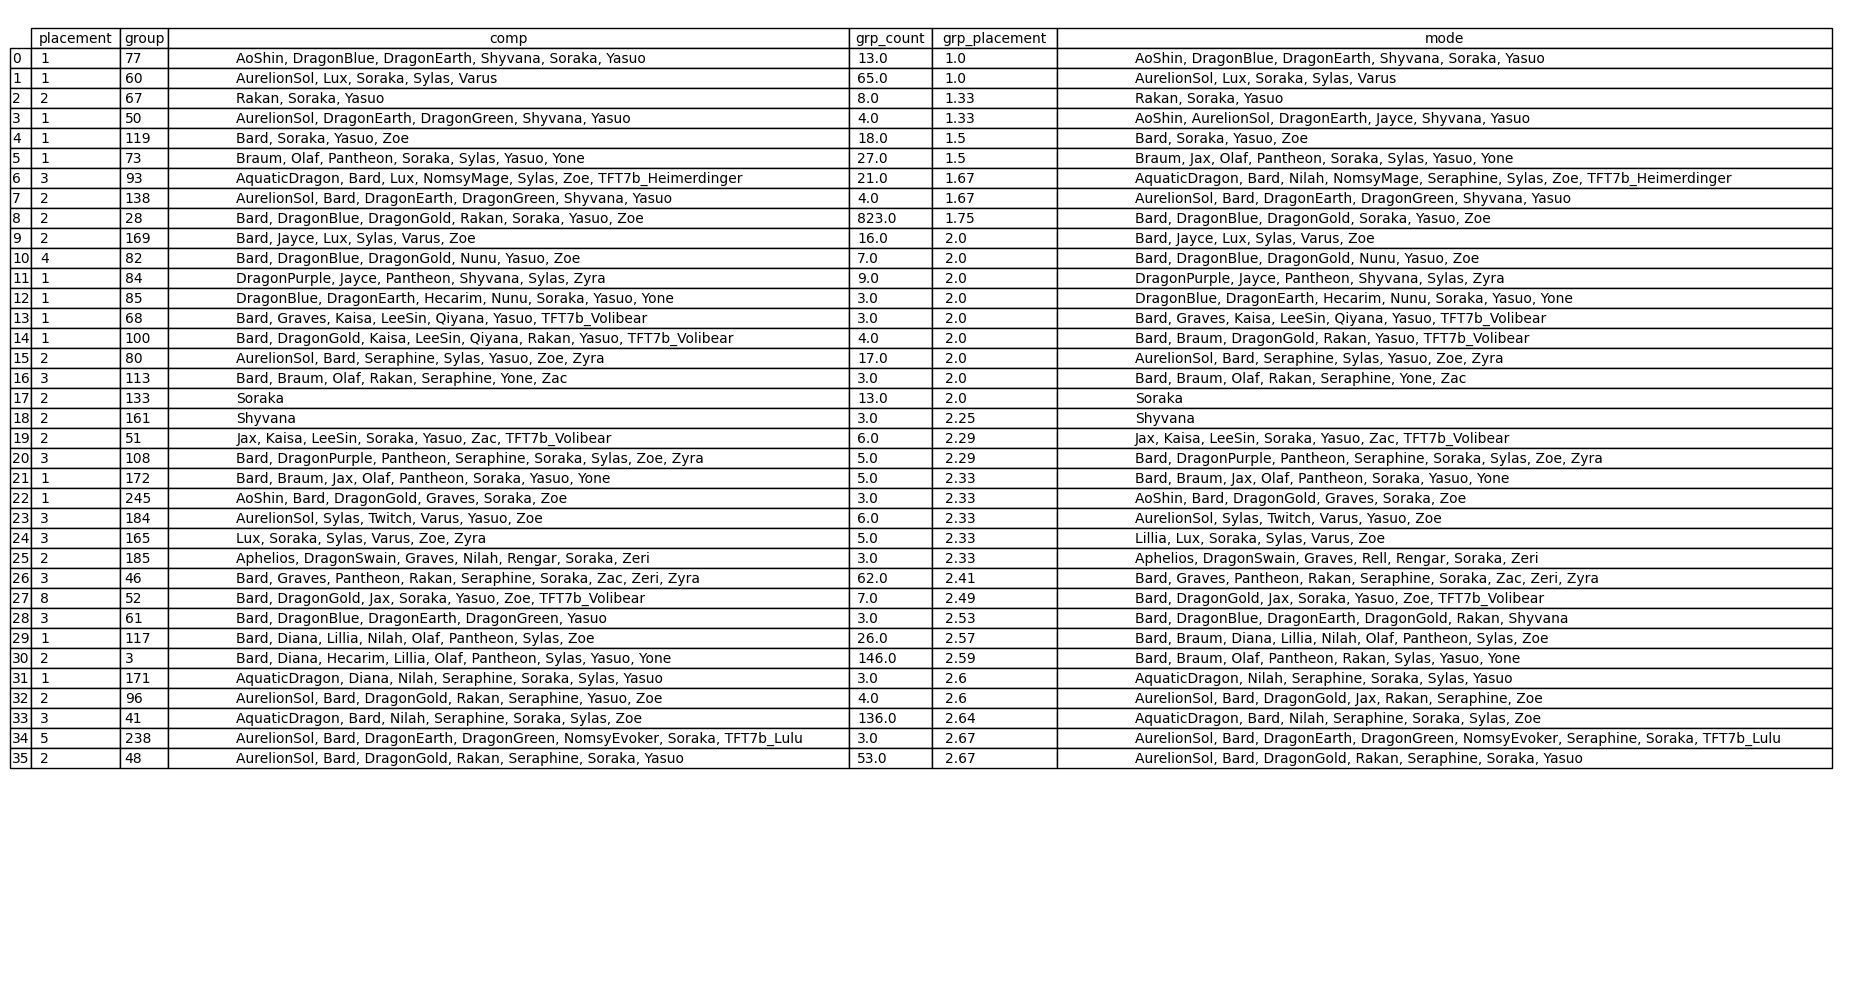 placement group comp grp_count grp_placement mode
0 1 77 AoShin, DragonBlue, DragonEarth, Shyvana, Soraka, Yasuo 13.0 1.0 AoShin, DragonBlue, DragonEarth, Shyvana, Soraka, Yasuo
1 1 60 AurelionSol, Lux, Soraka, Sylas, Varus 65.0 1.0 AurelionSol, Lux, Soraka, Sylas, Varus
2 2 67 Rakan, Soraka, Yasuo 8.0 1.33 Rakan, Soraka, Yasuo
3 1 50 AurelionSol, DragonEarth, DragonGreen, Shyvana, Yasuo 4.0 1.33 AoShin, AurelionSol, DragonEarth, Jayce, Shyvana, Yasuo
4 1 119 Bard, Soraka, Yasuo, Zoe 18.0 1.5 Bard, Soraka, Yasuo, Zoe
5 1 73 Braum, Olaf, Pantheon, Soraka, Sylas, Yasuo, Yone 27.0 1.5 Braum, Jax, Olaf, Pantheon, Soraka, Sylas, Yasuo, Yone
6 3 93 AquaticDragon, Bard, Lux, NomsyMage, Sylas, Zoe, TFT7b_Heimerdinger 21.0 1.67 AquaticDragon, Bard, Nilah, NomsyMage, Seraphine, Sylas, Zoe, TFT7b_Heimerdinger
7 2 138 AurelionSol, Bard, DragonEarth, DragonGreen, Shyvana, Yasuo 4.0 1.67 AurelionSol, Bard, DragonEarth, DragonGreen, Shyvana, Yasuo
8 2 28 Bard, DragonBlue, DragonGold, Rakan, Soraka, Yasuo, Zoe 823.0 1.75 Bard, DragonBlue, DragonGold, Soraka, Yasuo, Zoe
9 2 169 Bard, Jayce, Lux, Sylas, Varus, Zoe 16.0 2.0 Bard, Jayce, Lux, Sylas, Varus, Zoe
10 4 82 Bard, DragonBlue, DragonGold, Nunu, Yasuo, Zoe 7.0 2.0 Bard, DragonBlue, DragonGold, Nunu, Yasuo, Zoe
11 1 84 DragonPurple, Jayce, Pantheon, Shyvana, Sylas, Zyra 9.0 2.0 DragonPurple, Jayce, Pantheon, Shyvana, Sylas, Zyra
12 1 85 DragonBlue, DragonEarth, Hecarim, Nunu, Soraka, Yasuo, Yone 3.0 2.0 DragonBlue, DragonEarth, Hecarim, Nunu, Soraka, Yasuo, Yone
13 1 68 Bard, Graves, Kaisa, LeeSin, Qiyana, Yasuo, TFT7b_Volibear 3.0 2.0 Bard, Graves, Kaisa, LeeSin, Qiyana, Yasuo, TFT7b_Volibear
14 1 100 Bard, DragonGold, Kaisa, LeeSin, Qiyana, Rakan, Yasuo, TFT7b_Volibear 4.0 2.0 Bard, Braum, DragonGold, Rakan, Yasuo, TFT7b_Volibear
15 2 80 AurelionSol, Bard, Seraphine, Sylas, Yasuo, Zoe, Zyra 17.0 2.0 AurelionSol, Bard, Seraphine, Sylas, Yasuo, Zoe, Zyra
16 3 113 Bard, Braum, Olaf, Rakan, Seraphine, Yone, Zac 3.0 2.0 Bard, Braum, Olaf, Rakan, Seraphine, Yone, Zac
17 2 133 Soraka 13.0 2.0 Soraka
18 2 161 Shyvana 3.0 2.25 Shyvana
19 2 51 Jax, Kaisa, LeeSin, Soraka, Yasuo, Zac, TFT7b_Volibear 6.0 2.29 Jax, Kaisa, LeeSin, Soraka, Yasuo, Zac, TFT7b_Volibear
20 3 108 Bard, DragonPurple, Pantheon, Seraphine, Soraka, Sylas, Zoe, Zyra 5.0 2.29 Bard, DragonPurple, Pantheon, Seraphine, Soraka, Sylas, Zoe, Zyra
21 1 172 Bard, Braum, Jax, Olaf, Pantheon, Soraka, Yasuo, Yone 5.0 2.33 Bard, Braum, Jax, Olaf, Pantheon, Soraka, Yasuo, Yone
22 1 245 AoShin, Bard, DragonGold, Graves, Soraka, Zoe 3.0 2.33 AoShin, Bard, DragonGold, Graves, Soraka, Zoe
23 3 184 AurelionSol, Sylas, Twitch, Varus, Yasuo, Zoe 6.0 2.33 AurelionSol, Sylas, Twitch, Varus, Yasuo, Zoe
24 3 165 Lux, Soraka, Sylas, Varus, Zoe, Zyra 5.0 2.33 Lillia, Lux, Soraka, Sylas, Varus, Zoe
25 2 185 Aphelios, DragonSwain, Graves, Nilah, Rengar, Soraka, Zeri 3.0 2.33 Aphelios, DragonSwain, Graves, Rell, Rengar, Soraka, Zeri
26 3 46 Bard, Graves, Pantheon, Rakan, Seraphine, Soraka, Zac, Zeri, Zyra 62.0 2.41 Bard, Graves, Pantheon, Rakan, Seraphine, Soraka, Zac, Zeri, Zyra
27 8 52 Bard, DragonGold, Jax, Soraka, Yasuo, Zoe, TFT7b_Volibear 7.0 2.49 Bard, DragonGold, Jax, Soraka, Yasuo, Zoe, TFT7b_Volibear
28 3 61 Bard, DragonBlue, DragonEarth, DragonGreen, Yasuo 3.0 2.53 Bard, DragonBlue, DragonEarth, DragonGold, Rakan, Shyvana
29 1 117 Bard, Diana, Lillia, Nilah, Olaf, Pantheon, Sylas, Zoe 26.0 2.57 Bard, Braum, Diana, Lillia, Nilah, Olaf, Pantheon, Sylas, Zoe
30 2 3 Bard, Diana, Hecarim, Lillia, Olaf, Pantheon, Sylas, Yasuo, Yone 146.0 2.59 Bard, Braum, Olaf, Pantheon, Rakan, Sylas, Yasuo, Yone
31 1 171 AquaticDragon, Diana, Nilah, Seraphine, Soraka, Sylas, Yasuo 3.0 2.6 AquaticDragon, Nilah, Seraphine, Soraka, Sylas, Yasuo
32 2 96 AurelionSol, Bard, DragonGold, Rakan, Seraphine, Yasuo, Zoe 4.0 2.6 AurelionSol, Bard, DragonGold, Jax, Rakan, Seraphine, Zoe
33 3 41 AquaticDragon, Bard, Nilah, Seraphine, Soraka, Sylas, Zoe 136.0 2.64 AquaticDragon, Bard, Nilah, Seraphine, Soraka, Sylas, Zoe
34 5 238 AurelionSol, Bard, DragonEarth, DragonGreen, NomsyEvoker, Soraka, TFT7b_Lulu 3.0 2.67 AurelionSol, Bard, DragonEarth, DragonGreen, NomsyEvoker, Seraphine, Soraka, TFT7b_Lulu
35 2 48 AurelionSol, Bard, DragonGold, Rakan, Seraphine, Soraka, Yasuo 53.0 2.67 AurelionSol, Bard, DragonGold, Rakan, Seraphine, Soraka, Yasuo